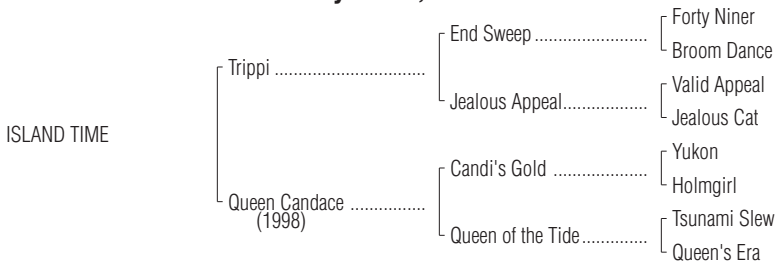 Forty Niner
End Sweep ..........................
Broom Dance
Trippi ................................
Valid Appeal
Jealous Appeal...................
Jealous Cat
ISLAND TIME
Yukon
Candi's Gold .....................
Holmgirl
Queen Candace ................
(1998)
Tsunami Slew
Queen of the Tide...............
Queen's Era